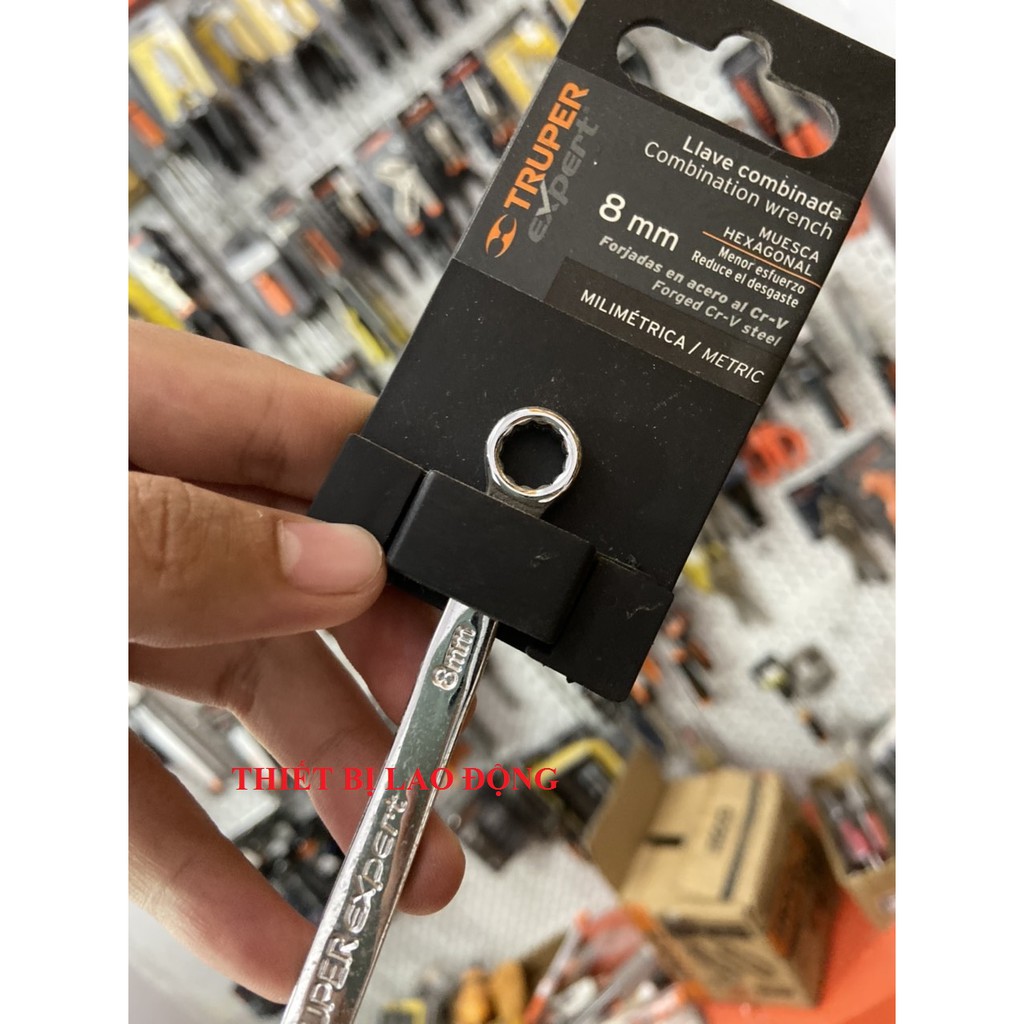 TRUPER
expert
Llave combinada
Combination wrench
8 mm
MUESCA
HEXAGONAL
Menor esfuerzo
Reduce el desgaste
Forjadas en acero al Cr-V
Forged Cr-V steel
MILIMÉTRICA / METRIC
8mm
THIẾT BỊ LAO ĐỘNG
UPER expert